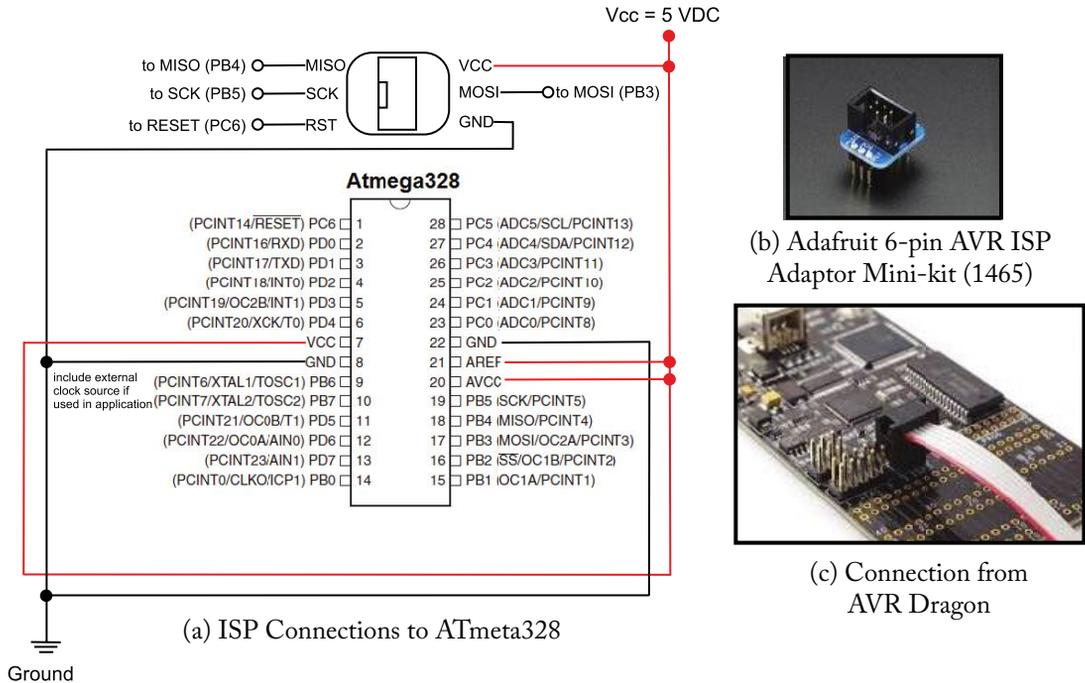 Vcc = 5 VDC
to MISO (PB4) MISO VCC
to SCK (PB5) SCK MOSI to MOSI (PB3)
to RESET (PC6) RST GND
Atmega328
(PCINT14/RESET) PC6 1 28 PC5 (ADC5/SCL/PCINT13)
(PCINT16/RXD) PD0 2 27 PC4 (ADC4/SDA/PCINT12)
(PCINT17/TXD) PD1 3 26 PC3 (ADC3/PCINT11)
(PCINT18/INT0) PD2 4 25 PC2 (ADC2/PCINT10)
(PCINT19/OC2B/INT1) PD3 5 24 PC1 (ADC1/PCINT9)
(PCINT20/XCK/T0) PD4 6 23 PC0 (ADC0/PCINT8)
VCC 7 22 GND
GND 8 21 AREF
include external
clock source if
used in application
(PCINT6/XTAL1/TOSC1) PB6 9 20 AVCC
(PCINT7/XTAL2/TOSC2) PB7 10 19 PB5 (SCK/PCINT5)
(PCINT21/OC0B/T1) PD5 11 18 PB4 (MISO/PCINT4)
(PCINT22/OC0A/AIN0) PD6 12 17 PB3 (MOSI/OC2A/PCINT3)
(PCINT23/AIN1) PD7 13 16 PB2 (SS/OC1B/PCINT2)
(PCINT0/CLKO/ICP1) PB0 14 15 PB1 (OC1A/PCINT1)
Ground
(a) ISP Connections to ATmeta328
(b) Adafruit 6-pin AVR ISP
Adaptor Mini-kit (1465)
(c) Connection from
AVR Dragon